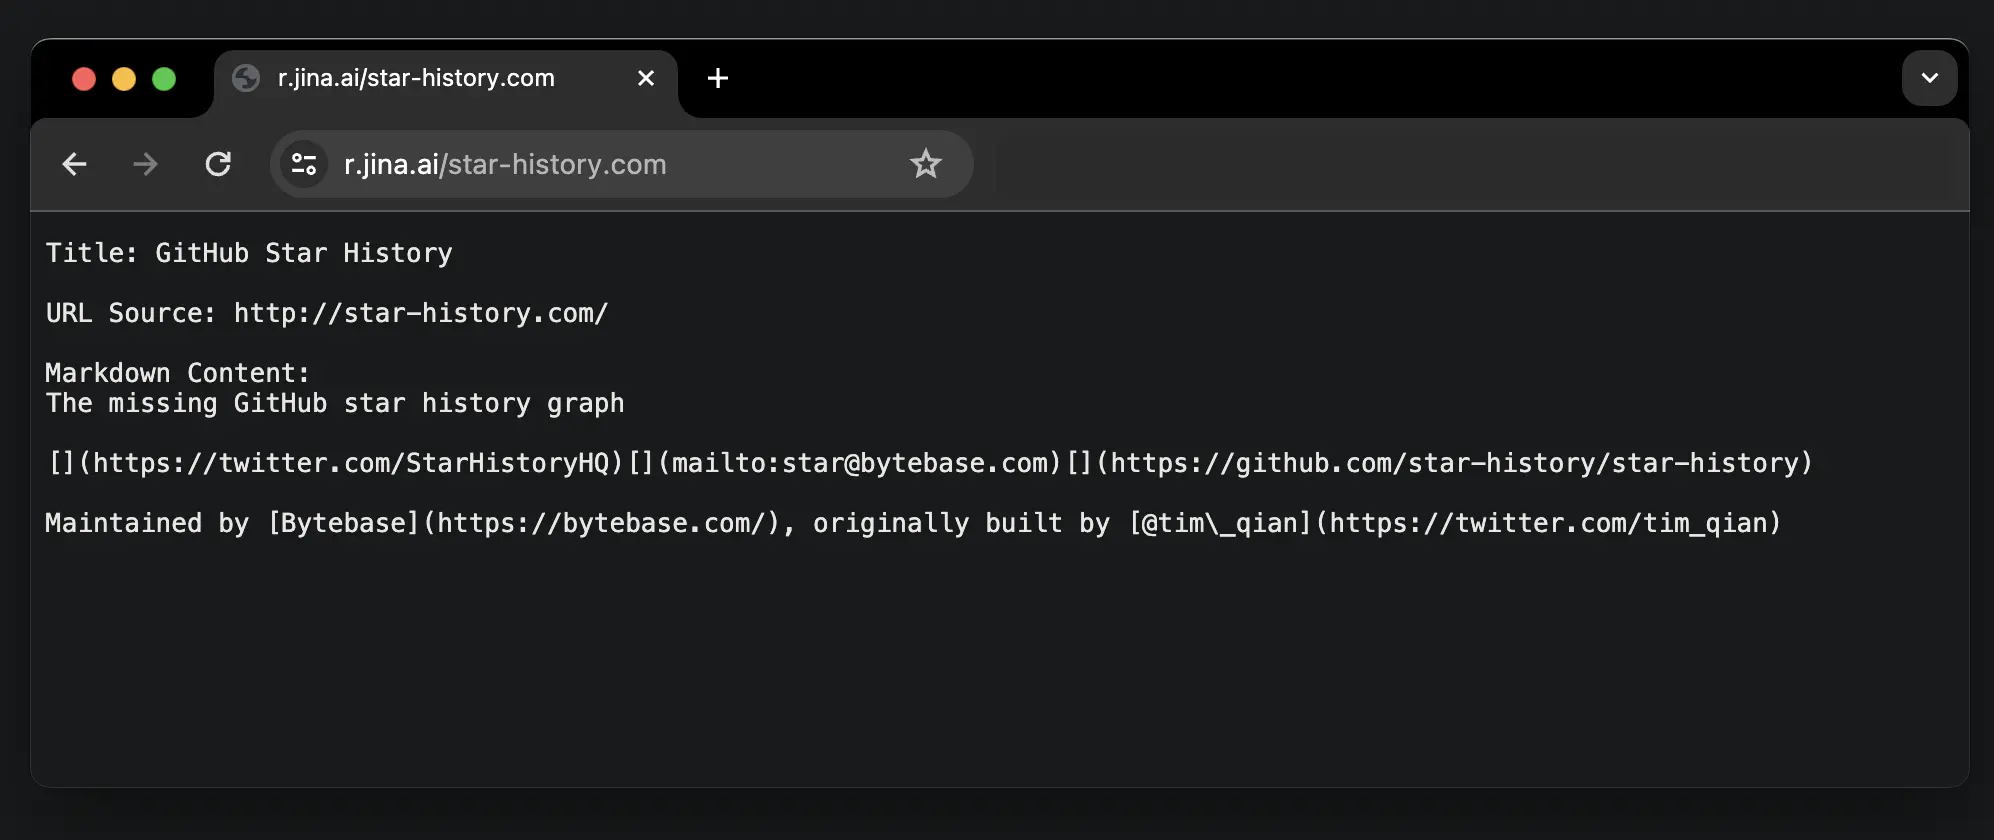 r.jina.ai/star-history.com
r.jina.ai/star-history.com
Title: GitHub Star History
URL Source: http://star-history.com/
Markdown Content:
The missing GitHub star history graph
[](https://twitter.com/StarHistoryHQ)[](mailto:star@bytebase.com)[](https://github.com/star-history/star-history)
Maintained by [Bytebase](https://bytebase.com/), originally built by [@tim\_qian](https://twitter.com/tim_qian)